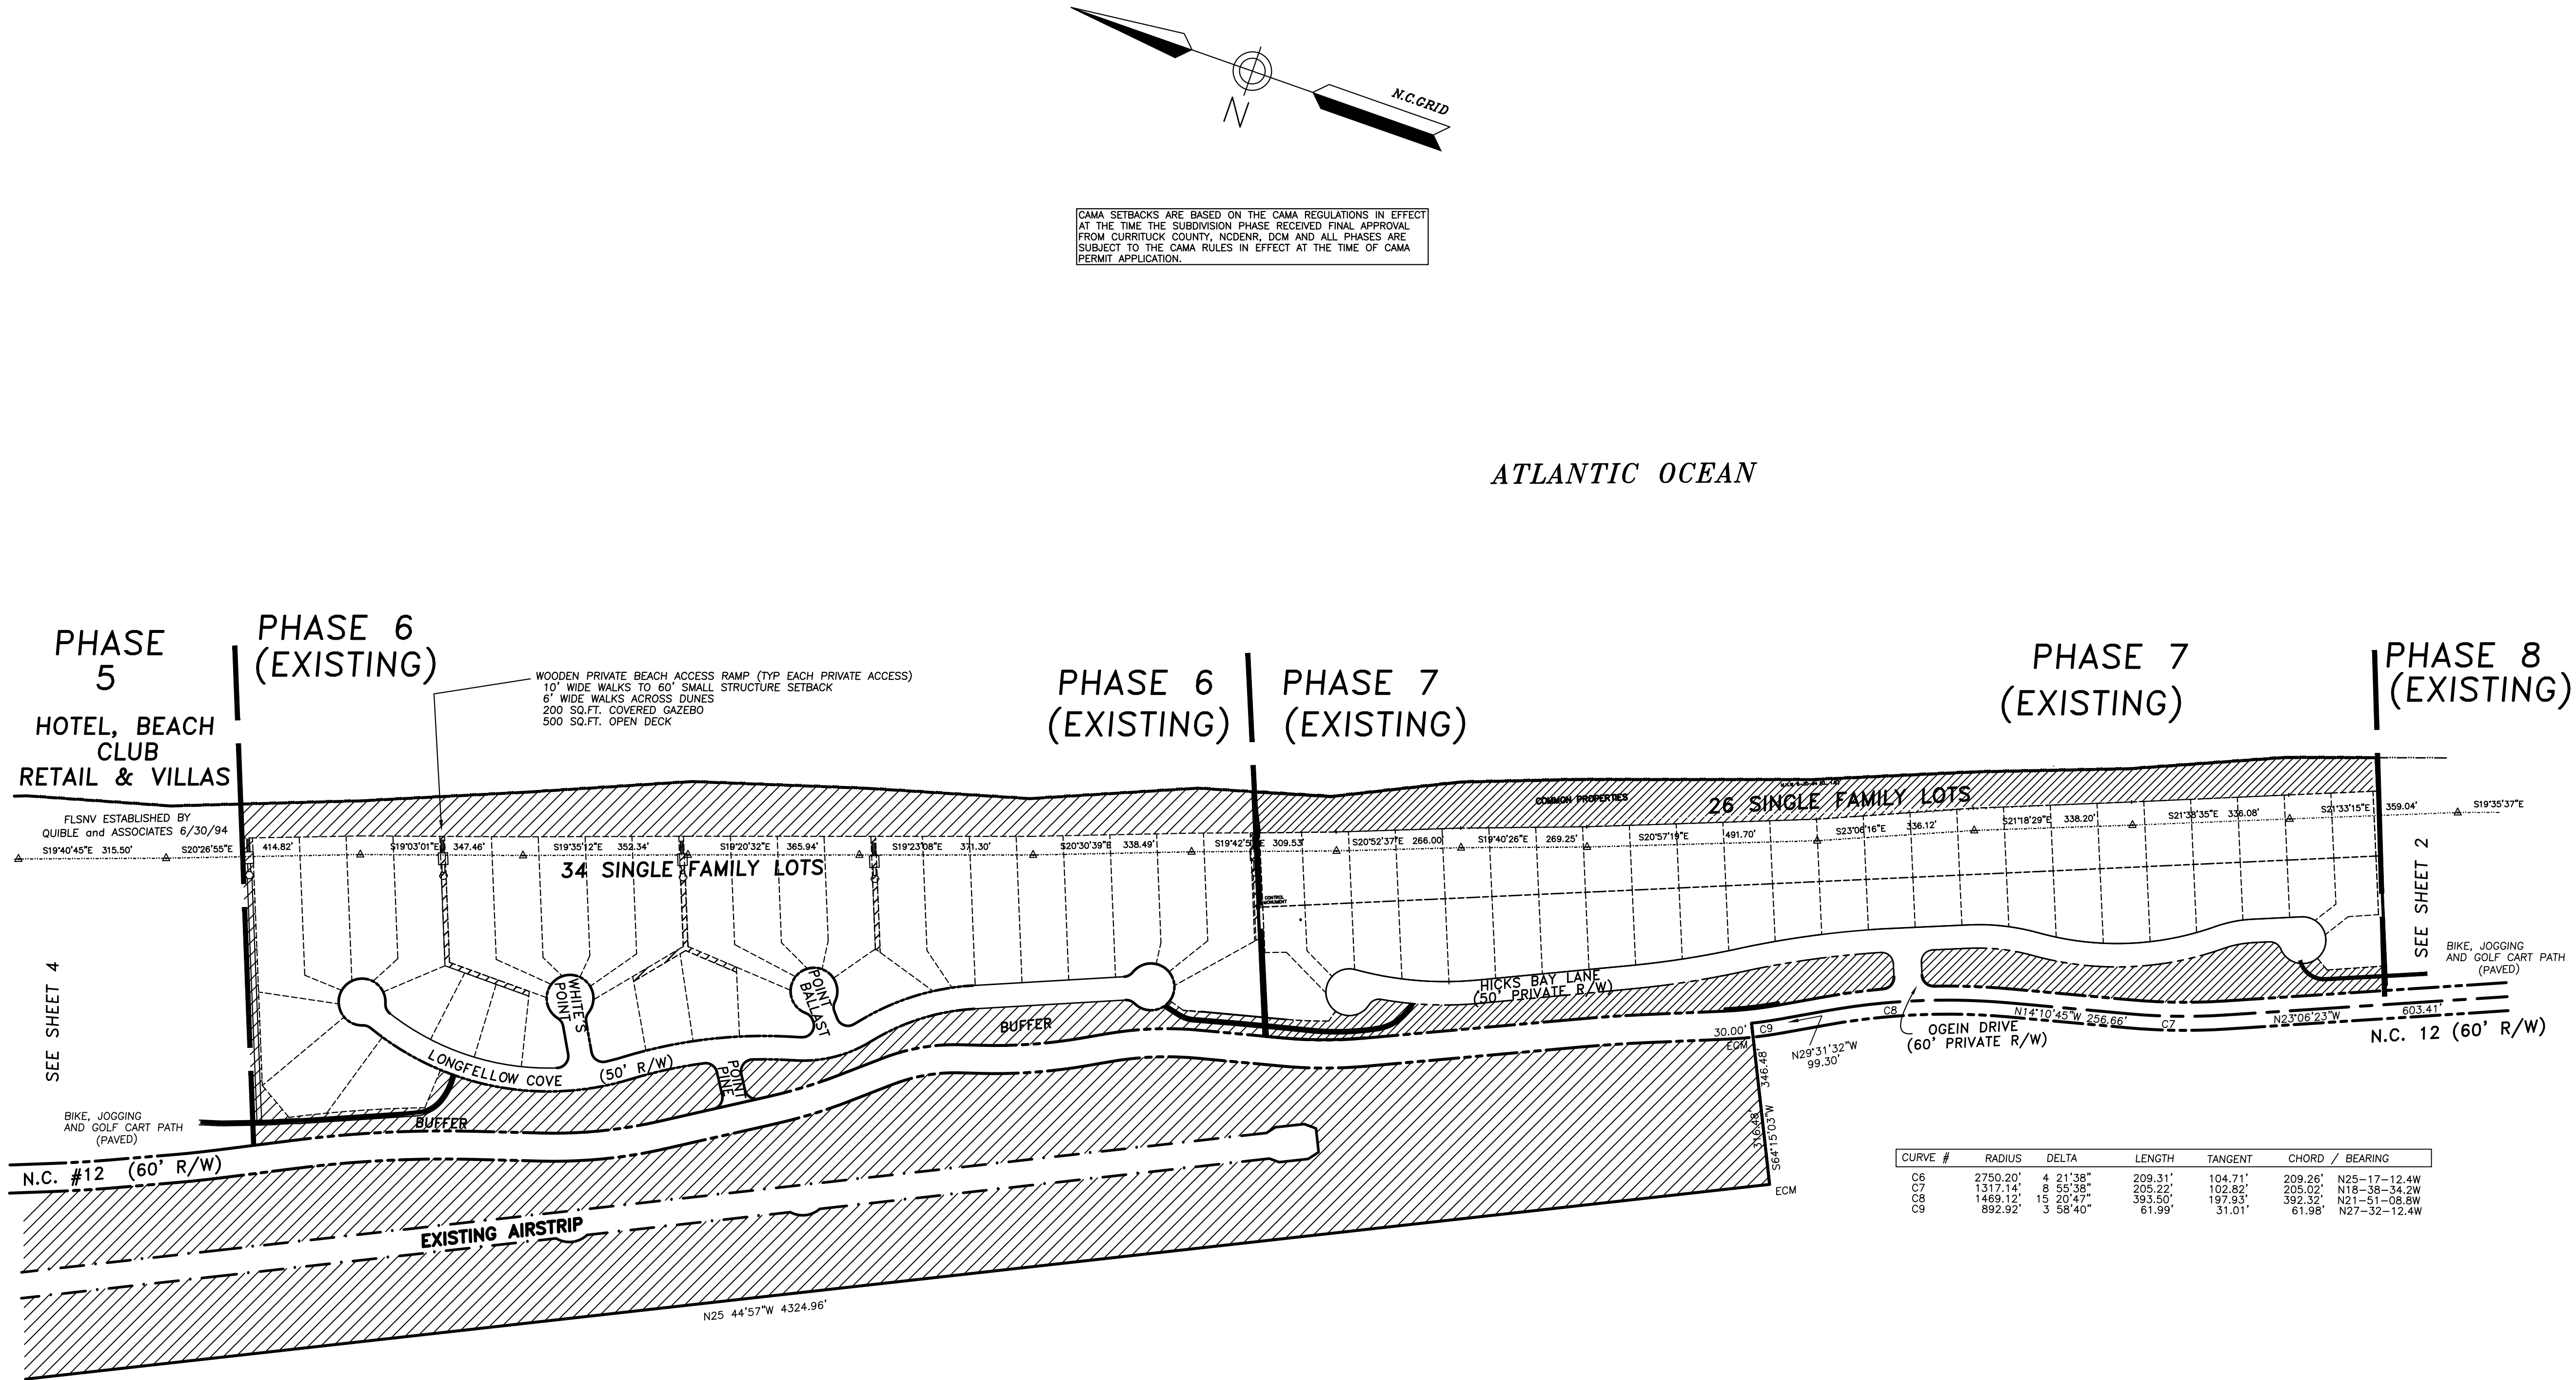 N.C.GRID
N
CAMA SETBACKS ARE BASED ON THE CAMA REGULATIONS IN EFFECT
AT THE TIME THE SUBDIVISION PHASE RECEIVED FINAL APPROVAL
FROM CURRITUCK COUNTY, NCDENR, DCM AND ALL PHASES ARE
SUBJECT TO THE CAMA RULES IN EFFECT AT THE TIME OF CAMA
PERMIT APPLICATION.
ATLANTIC OCEAN
PHASE
5
HOTEL, BEACH
CLUB
RETAIL & VILLAS
PHASE 6
(EXISTING)
WOODEN PRIVATE BEACH ACCESS RAMP (TYP EACH PRIVATE ACCESS)
10' WIDE WALKS TO 60' SMALL STRUCTURE SETBACK
6' WIDE WALKS ACROSS DUNES
200 SQ.FT. COVERED GAZEBO
500 SQ.FT. OPEN DECK
PHASE 6
(EXISTING)
PHASE 7
(EXISTING)
PHASE 7
(EXISTING)
PHASE 8
(EXISTING)
FLSNV ESTABLISHED BY
QUIBLE and ASSOCIATES 6/30/94
COMMON PROPERTIES
26 SINGLE FAMILY LOTS
S19°40'45"E 315.50'
S20°26'55"E 414.82'
S19°03'01"E 347.46'
S19°35'12"E 352.34'
S19°20'32"E 365.94'
S19°23'08"E 371.30'
S20°30'39"E 338.49'
309.53'
S20°52'37"E 266.00'
S19°40'26"E 269.25'
S20°57'19"E 491.70'
S23°06'16"E 336.12'
S21°18'29"E 338.20'
S21°38'35"E 336.08'
S21°33'15"E 359.04'
S19°35'37"E
34 SINGLE FAMILY LOTS
CONTROL
MONUMENT
SEE SHEET 4
SEE SHEET 2
BIKE, JOGGING
AND GOLF CART PATH
(PAVED)
WHITE'S
POINT
POINT
BALLAST
HICKS BAY LANE
(50' PRIVATE R/W)
BUFFER
LONGFELLOW COVE (50' R/W)
POINT
PINE
30.00'
C9
ECM
N29°31'32"W
99.30'
C8
OGEIN DRIVE
(60' PRIVATE R/W)
N14°10'45"W 256.66'
C7
N23°06'23"W 603.41'
N.C. 12 (60' R/W)
346.48'
316.48'
S64°15'03"W
ECM
BIKE, JOGGING
AND GOLF CART PATH
(PAVED)
BUFFER
N.C. #12 (60' R/W)
EXISTING AIRSTRIP
N25 44'57"W 4324.96'
CURVE # RADIUS DELTA LENGTH TANGENT CHORD / BEARING
C6 2750.20' 4 21'38" 209.31' 104.71' 209.26' N25-17-12.4W
C7 1317.14' 8 55'38" 205.22' 102.82' 205.02' N18-38-34.2W
C8 1469.12' 15 20'47" 393.50' 197.93' 392.32' N21-51-08.8W
C9 892.92' 3 58'40" 61.99' 31.01' 61.98' N27-32-12.4W